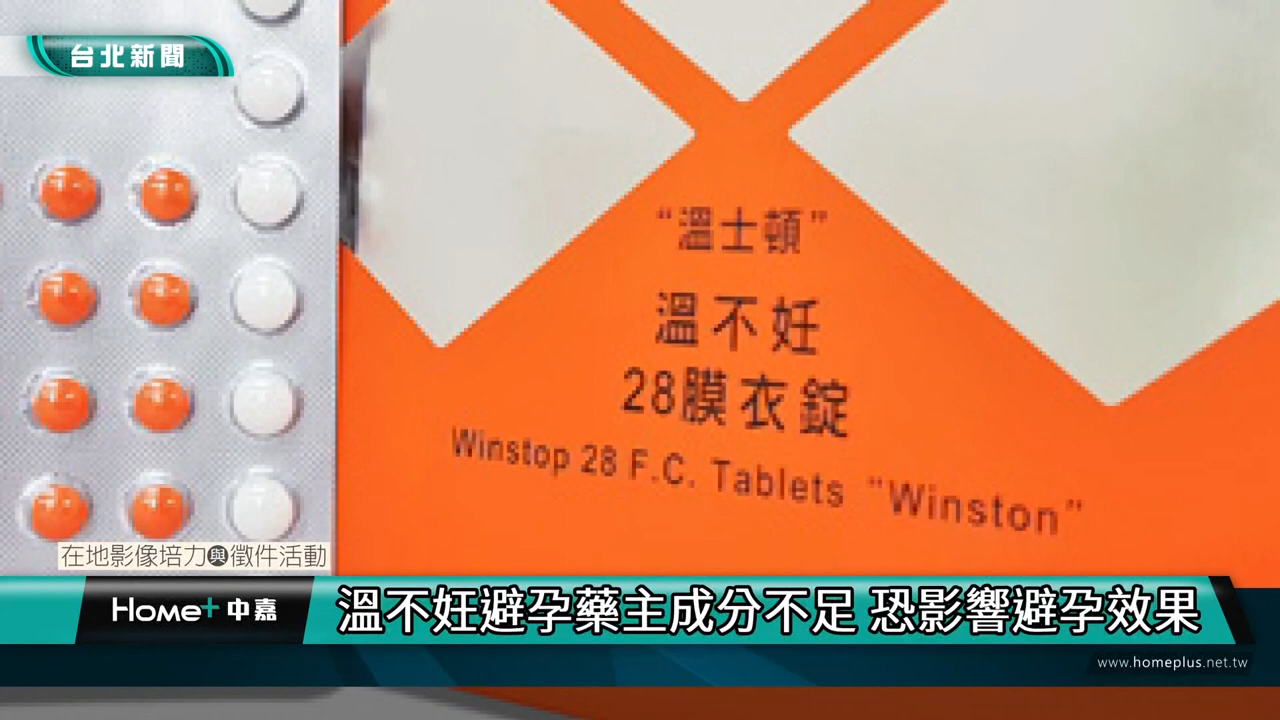 台北新聞
“溫士頓”
溫不妊
28膜衣錠
Winstop 28 F.C. Tablets “Winston”
在地影像培力與徵件活動
Home+中嘉
溫不妊避孕藥主成分不足 恐影響避孕效果
www.homeplus.net.tw